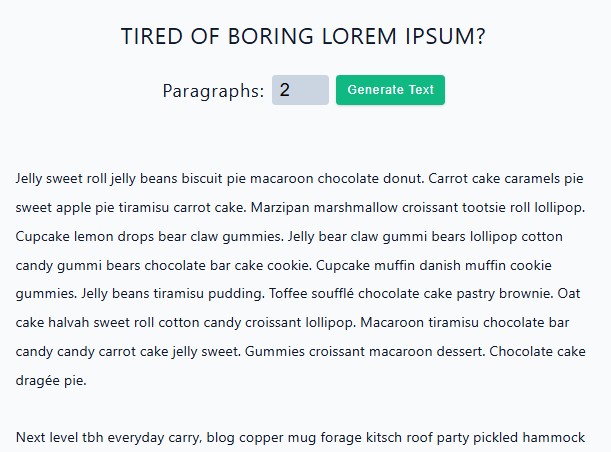 TIRED OF BORING LOREM IPSUM?
Paragraphs: 2 Generate Text
Jelly sweet roll jelly beans biscuit pie macaroon chocolate donut. Carrot cake caramels pie
sweet apple pie tiramisu carrot cake. Marzipan marshmallow croissant tootsie roll lollipop.
Cupcake lemon drops bear claw gummies. Jelly bear claw gummi bears lollipop cotton
candy gummi bears chocolate bar cake cookie. Cupcake muffin danish muffin cookie
gummies. Jelly beans tiramisu pudding. Toffee soufflé chocolate cake pastry brownie. Oat
cake halvah sweet roll cotton candy croissant lollipop. Macaroon tiramisu chocolate bar
candy candy carrot cake jelly sweet. Gummies croissant macaroon dessert. Chocolate cake
dragée pie.
Next level tbh everyday carry, blog copper mug forage kitsch roof party pickled hammock